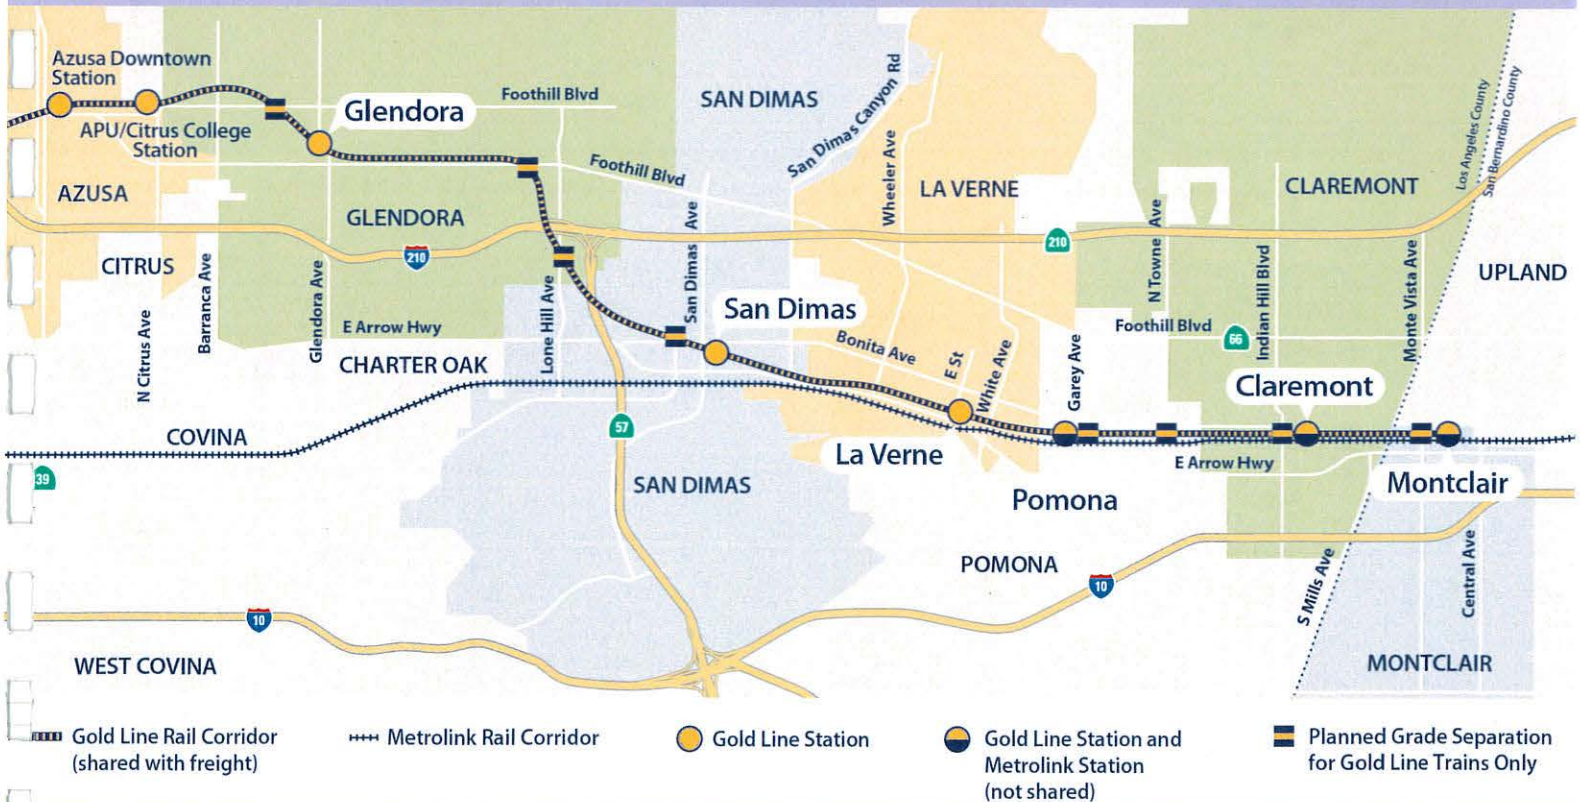 Azusa Downtown
Station
APU/Citrus College
Station
Glendora
Foothill Blvd
SAN DIMAS
San Dimas Canyon Rd
Wheeler Ave
LA VERNE
Foothill Blvd
CLAREMONT
Los Angeles County
San Bernardino County
AZUSA
GLENDORA
210
210
CITRUS
N Citrus Ave
Barranca Ave
Glendora Ave
E Arrow Hwy
Lone Hill Ave
San Dimas Ave
San Dimas
Bonita Ave
E St
White Ave
Garey Ave
N Towne Ave
Foothill Blvd
66
Indian Hill Blvd
Monte Vista Ave
UPLAND
CHARTER OAK
Claremont
COVINA
57
La Verne
E Arrow Hwy
Montclair
39
SAN DIMAS
Pomona
POMONA
10
10
S Mills Ave
Central Ave
WEST COVINA
MONTCLAIR
Gold Line Rail Corridor
(shared with freight)
Metrolink Rail Corridor
Gold Line Station
Gold Line Station and
Metrolink Station
(not shared)
Planned Grade Separation
for Gold Line Trains Only